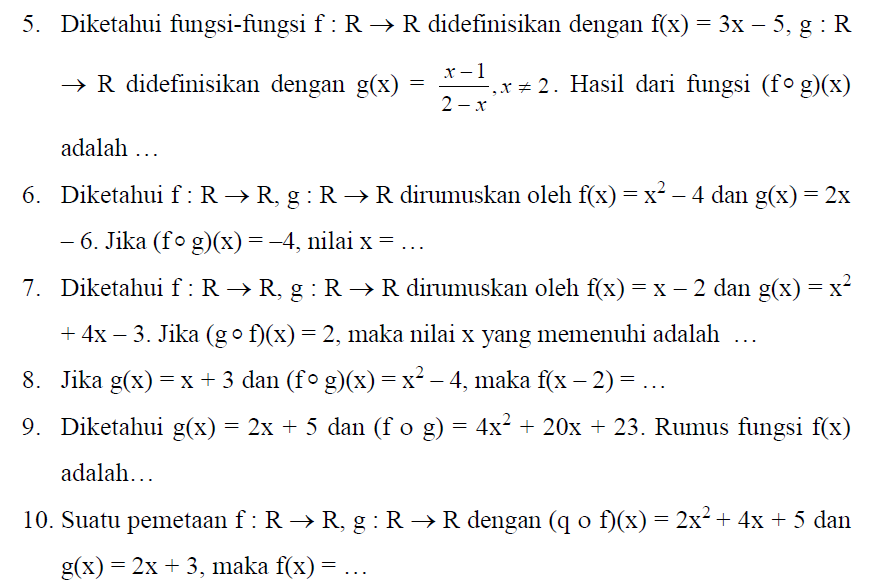 5. Diketahui fungsi-fungsi f : R → R didefinisikan dengan f(x) = 3x – 5, g : R
→ R didefinisikan dengan g(x) = \frac{x-1}{2-x}, x ≠ 2. Hasil dari fungsi (f∘g)(x)
adalah …
6. Diketahui f : R → R, g : R → R dirumuskan oleh f(x) = x² – 4 dan g(x) = 2x
– 6. Jika (f∘g)(x) = –4, nilai x = …
7. Diketahui f : R → R, g : R → R dirumuskan oleh f(x) = x – 2 dan g(x) = x²
+ 4x – 3. Jika (g∘f)(x) = 2, maka nilai x yang memenuhi adalah …
8. Jika g(x) = x + 3 dan (f∘g)(x) = x² – 4, maka f(x – 2) = …
9. Diketahui g(x) = 2x + 5 dan (f o g) = 4x² + 20x + 23. Rumus fungsi f(x)
adalah…
10. Suatu pemetaan f : R → R, g : R → R dengan (q o f)(x) = 2x² + 4x + 5 dan
g(x) = 2x + 3, maka f(x) = …